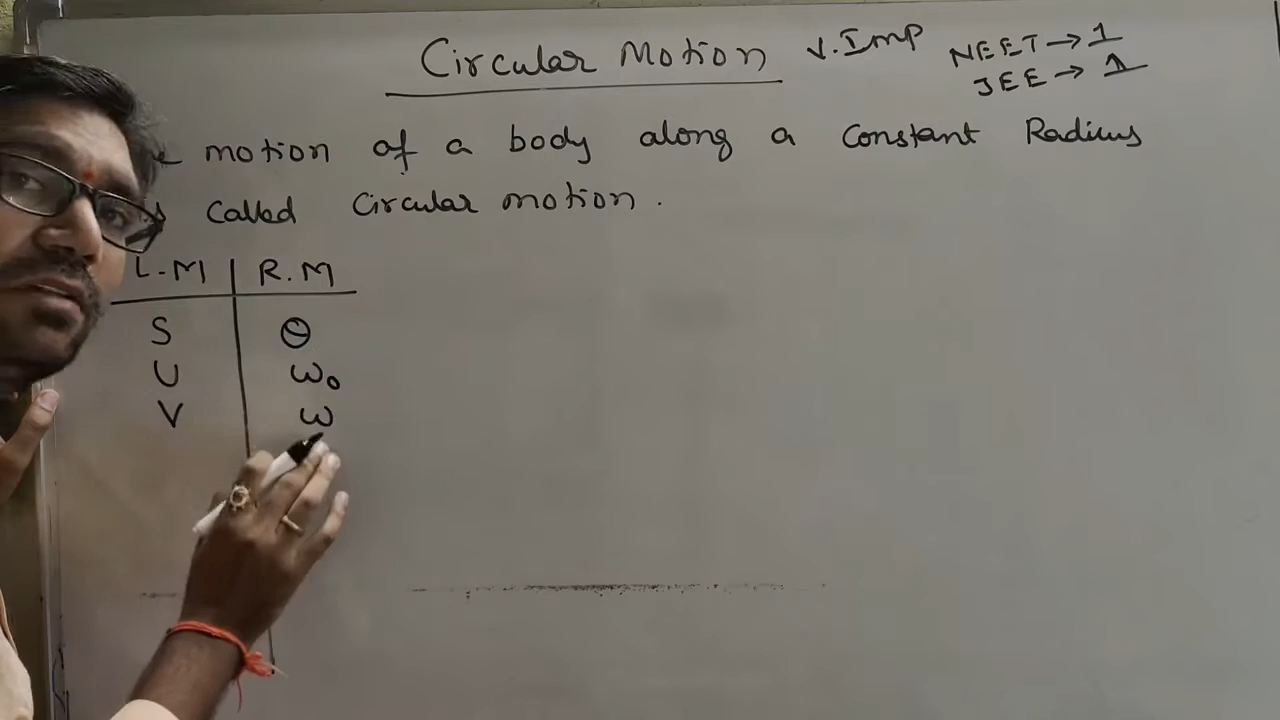 Circular Motion V.Imp NEET→1
JEE→1
motion of a body along a constant Radius
called Circular motion.
L.M R.M
S θ
U ω₀
V ω